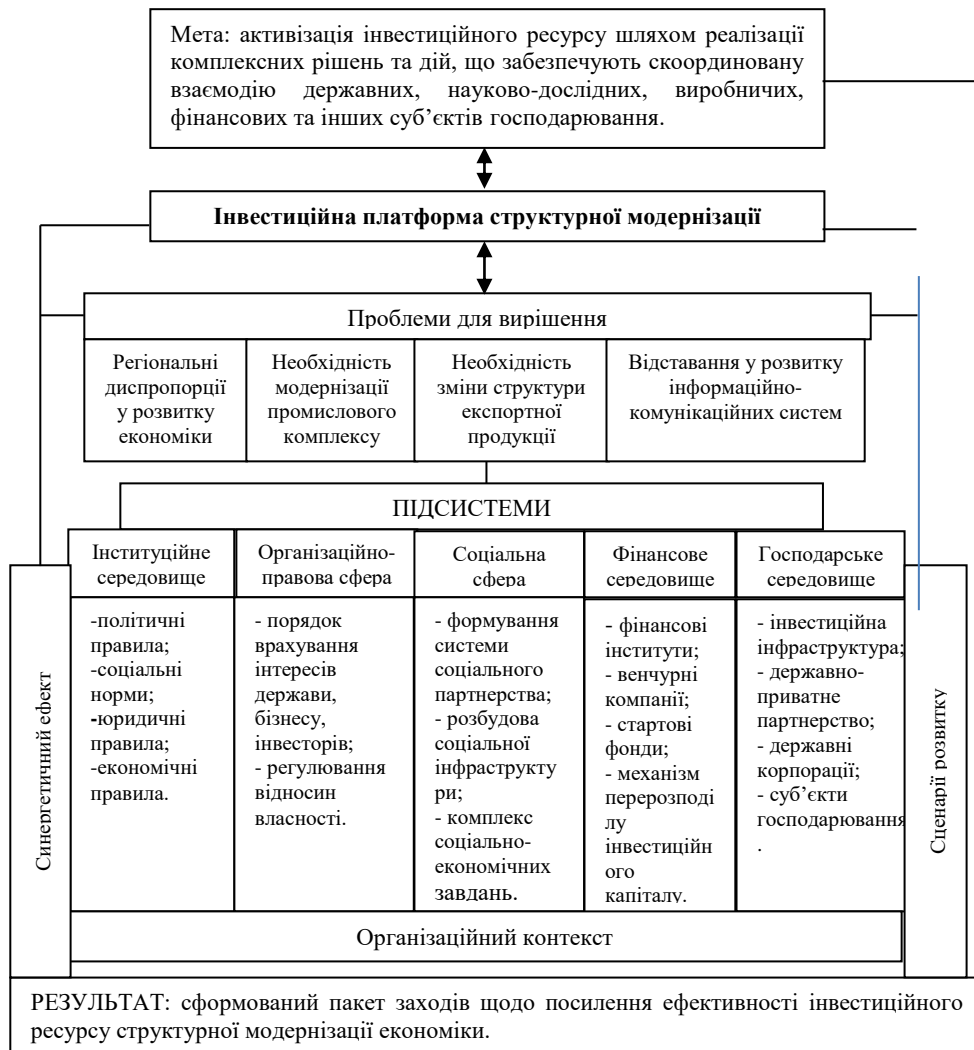 Мета: активізація інвестиційного ресурсу шляхом реалізації
комплексних рішень та дій, що забезпечують скоординовану
взаємодію державних, науково-дослідних, виробничих,
фінансових та інших суб’єктів господарювання.
Інвестиційна платформа структурної модернізації
Проблеми для вирішення
Регіональні
диспропорції
у розвитку
економіки
Необхідність
модернізації
промислового
комплексу
Необхідність
зміни структури
експортної
продукції
Відставання у розвитку
інформаційно-
комунікаційних систем
ПІДСИСТЕМИ
Інституційне
середовище
Організаційно-
правова сфера
Соціальна
сфера
Фінансове
середовище
Господарське
середовище
-політичні
правила;
-соціальні
норми;
-юридичні
правила;
-економічні
правила.
- порядок
врахування
інтересів
держави,
бізнесу,
інвесторів;
- регулювання
відносин
власності.
- формування
системи
соціального
партнерства;
- розбудова
соціальної
інфраструкту
ри;
- комплекс
соціально-
економічних
завдань.
- фінансові
інститути;
- венчурні
компанії;
- стартові
фонди;
- механізм
перерозподі
лу
інвестиційн
ого
капіталу.
- інвестиційна
інфраструктура;
- державно-
приватне
партнерство;
- державні
корпорації;
- суб’єкти
господарювання
.
Синергетичний ефект
Сценарії розвитку
Організаційний контекст
РЕЗУЛЬТАТ: сформований пакет заходів щодо посилення ефективності інвестиційного
ресурсу структурної модернізації економіки.